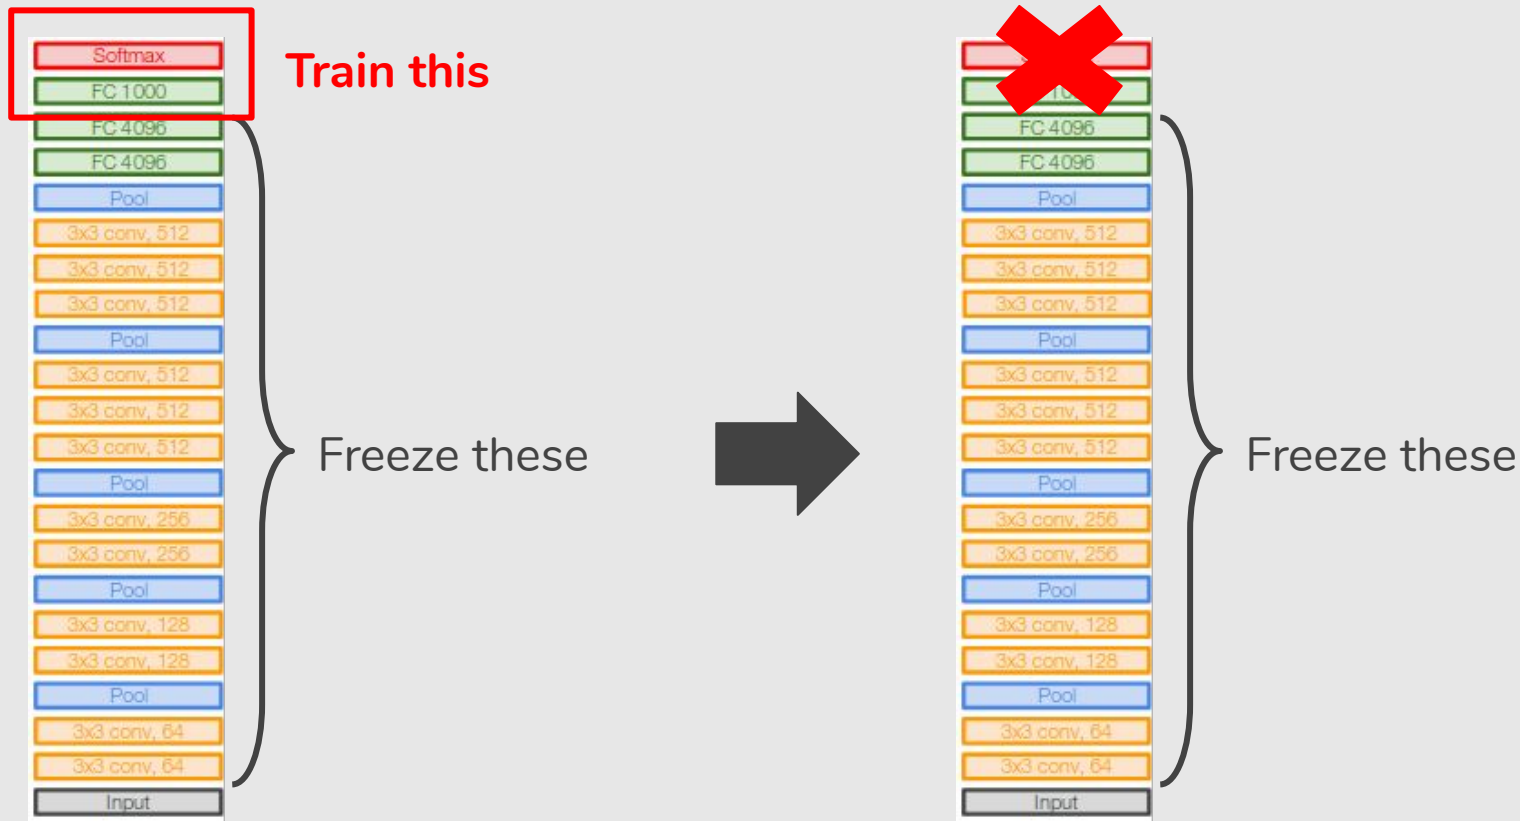 Softmax
FC 1000
FC 4096
FC 4096
Pool
3x3 conv, 512
3x3 conv, 512
3x3 conv, 512
Pool
3x3 conv, 512
3x3 conv, 512
3x3 conv, 512
Pool
3x3 conv, 256
3x3 conv, 256
Pool
3x3 conv, 128
3x3 conv, 128
Pool
3x3 conv, 64
3x3 conv, 64
Input
Train this
Freeze these
FC 4096
FC 4096
Pool
3x3 conv, 512
3x3 conv, 512
3x3 conv, 512
Pool
3x3 conv, 512
3x3 conv, 512
3x3 conv, 512
Pool
3x3 conv, 256
3x3 conv, 256
Pool
3x3 conv, 128
3x3 conv, 128
Pool
3x3 conv, 64
3x3 conv, 64
Input
Freeze these